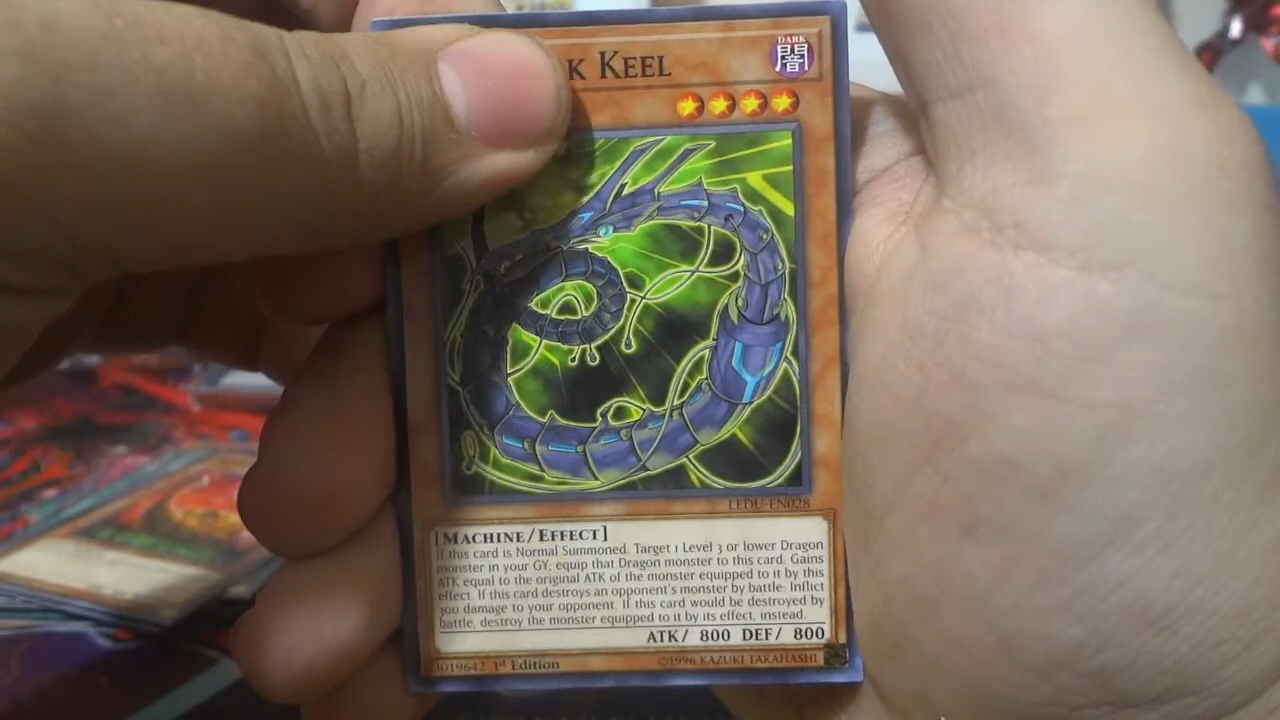 K KEEL
DARK
闇
LEDU-EN028
[MACHINE/EFFECT]
If this card is Normal Summoned: Target 1 Level 3 or lower Dragon
monster in your GY; equip that Dragon monster to this card. Gains
ATK equal to the original ATK of the monster equipped to it by this
effect. If this card destroys an opponent's monster by battle: Inflict
300 damage to your opponent. If this card would be destroyed by
battle, destroy the monster equipped to it by its effect, instead.
ATK/ 800 DEF/ 800
3019642 1st Edition
©1996 KAZUKI TAKAHASHI